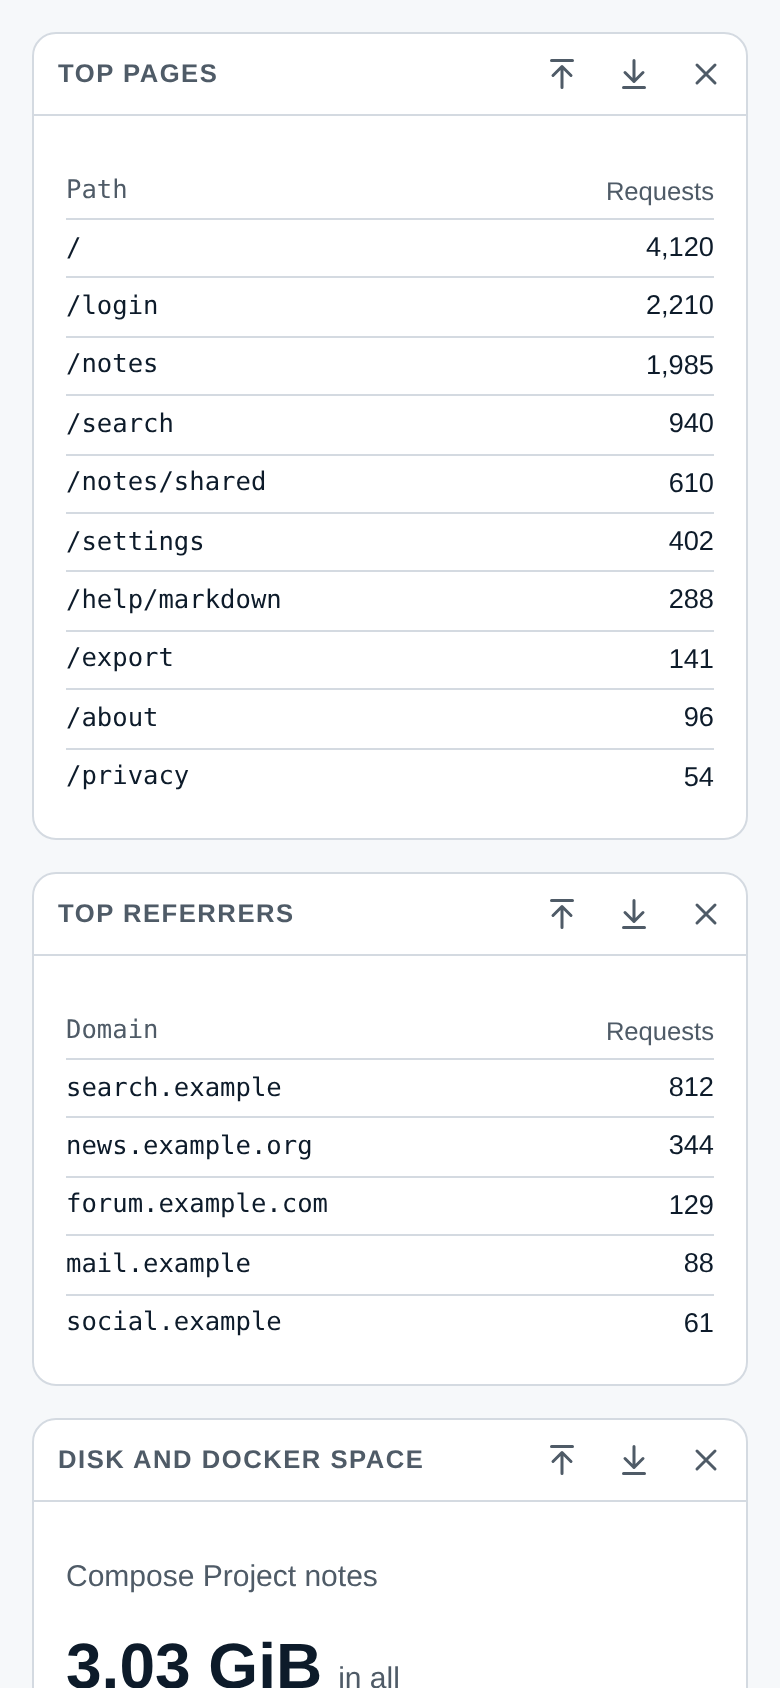 TOP PAGES
Path Requests
/ 4,120
/login 2,210
/notes 1,985
/search 940
/notes/shared 610
/settings 402
/help/markdown 288
/export 141
/about 96
/privacy 54
TOP REFERRERS
Domain Requests
search.example 812
news.example.org 344
forum.example.com 129
mail.example 88
social.example 61
DISK AND DOCKER SPACE
Compose Project notes
3.03 GiB in all